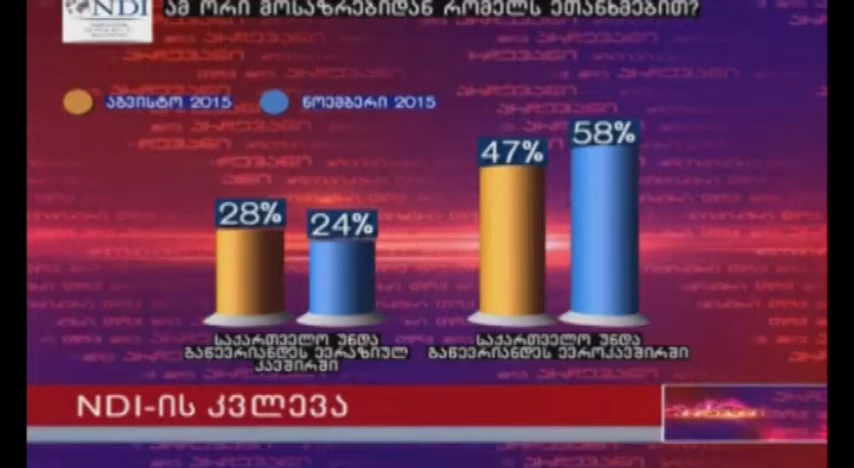 NDI
ამ ორი მოსაზრებიდან რომელს ეთანხმებით?
აგვისტო 2015
ნოემბერი 2015
28%
24%
47%
58%
საქართველო უნდა
გაწევრიანდეს ევრაზიულ
კავშირში
საქართველო უნდა
გაწევრიანდეს ევროკავშირში
NDI-ის კვლევა